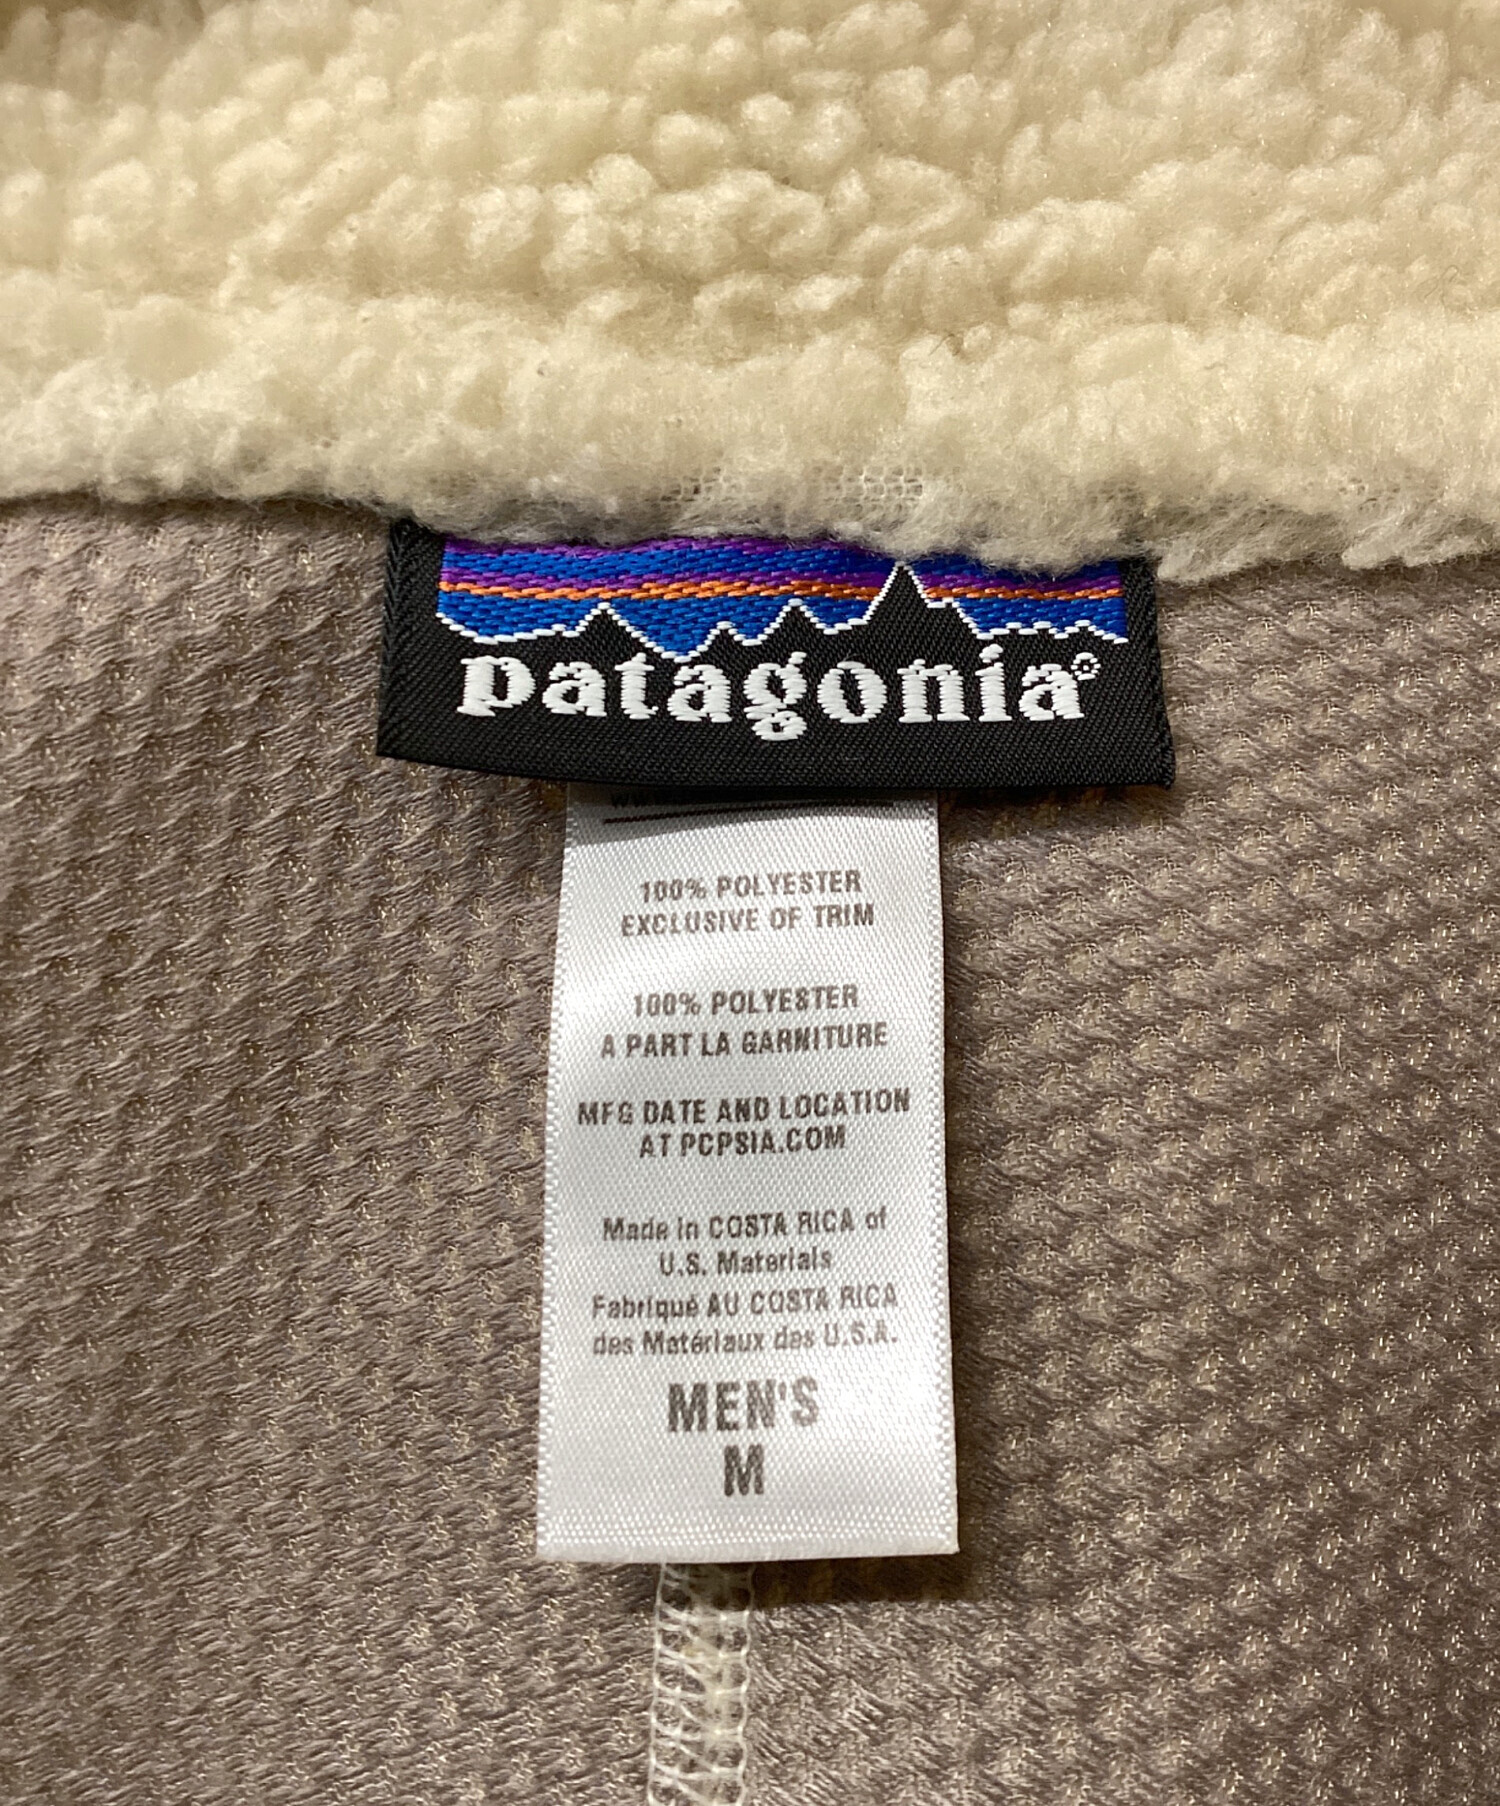 patagonia®
100% POLYESTER
EXCLUSIVE OF TRIM
100% POLYESTER
A PART LA GARNITURE
MFG DATE AND LOCATION
AT PCPSIA.COM
Made in COSTA RICA of
U.S. Materials
Fabriqué AU COSTA RICA
des Matériaux des U.S.A.
MEN'S
M